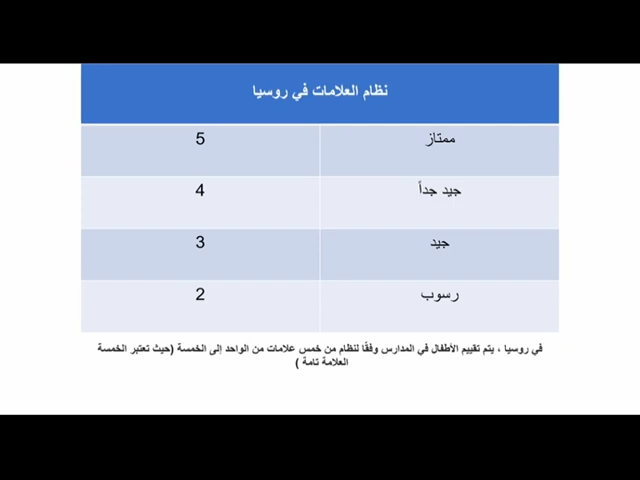 نظام العلامات في روسيا
ممتاز 5
جيد جداً 4
جيد 3
رسوب 2
في روسيا ، يتم تقييم الأطفال في المدارس وفقًا لنظام من خمس علامات من الواحد إلى الخمسة (حيث تعتبر الخمسة
العلامة تامة )